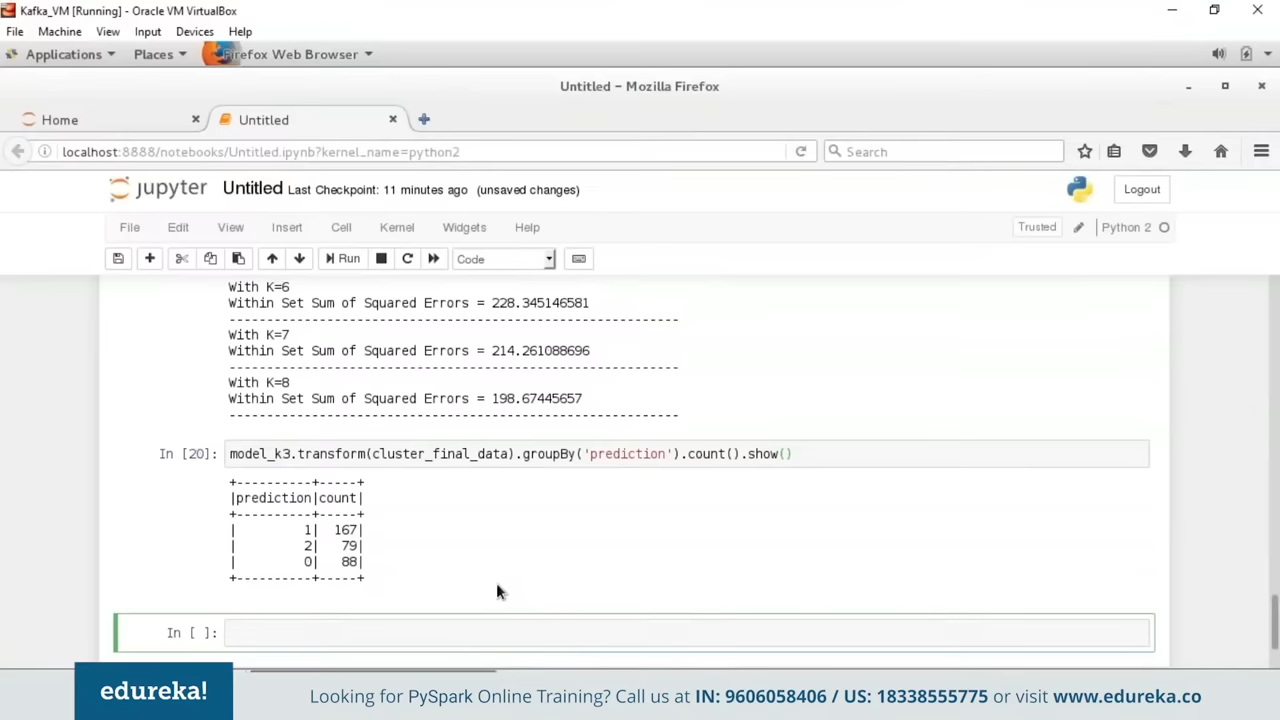 Kafka_VM [Running] - Oracle VM VirtualBox
File Machine View Input Devices Help
Applications Places Firefox Web Browser
Untitled – Mozilla Firefox
Home Untitled
localhost:8888/notebooks/Untitled.ipynb?kernel_name=python2 Search
jupyter Untitled Last Checkpoint: 11 minutes ago (unsaved changes) Logout
File Edit View Insert Cell Kernel Widgets Help Trusted Python 2
Run Code
With K=6
Within Set Sum of Squared Errors = 228.345146581
------------------------------------------------------------
With K=7
Within Set Sum of Squared Errors = 214.261088696
------------------------------------------------------------
With K=8
Within Set Sum of Squared Errors = 198.67445657
------------------------------------------------------------
In [20]: model_k3.transform(cluster_final_data).groupBy('prediction').count().show()
+----------+-----+
|prediction|count|
+----------+-----+
|         1|  167|
|         2|   79|
|         0|   88|
+----------+-----+
In [ ]:
edureka! Looking for PySpark Online Training? Call us at IN: 9606058406 / US: 18338555775 or visit www.edureka.co